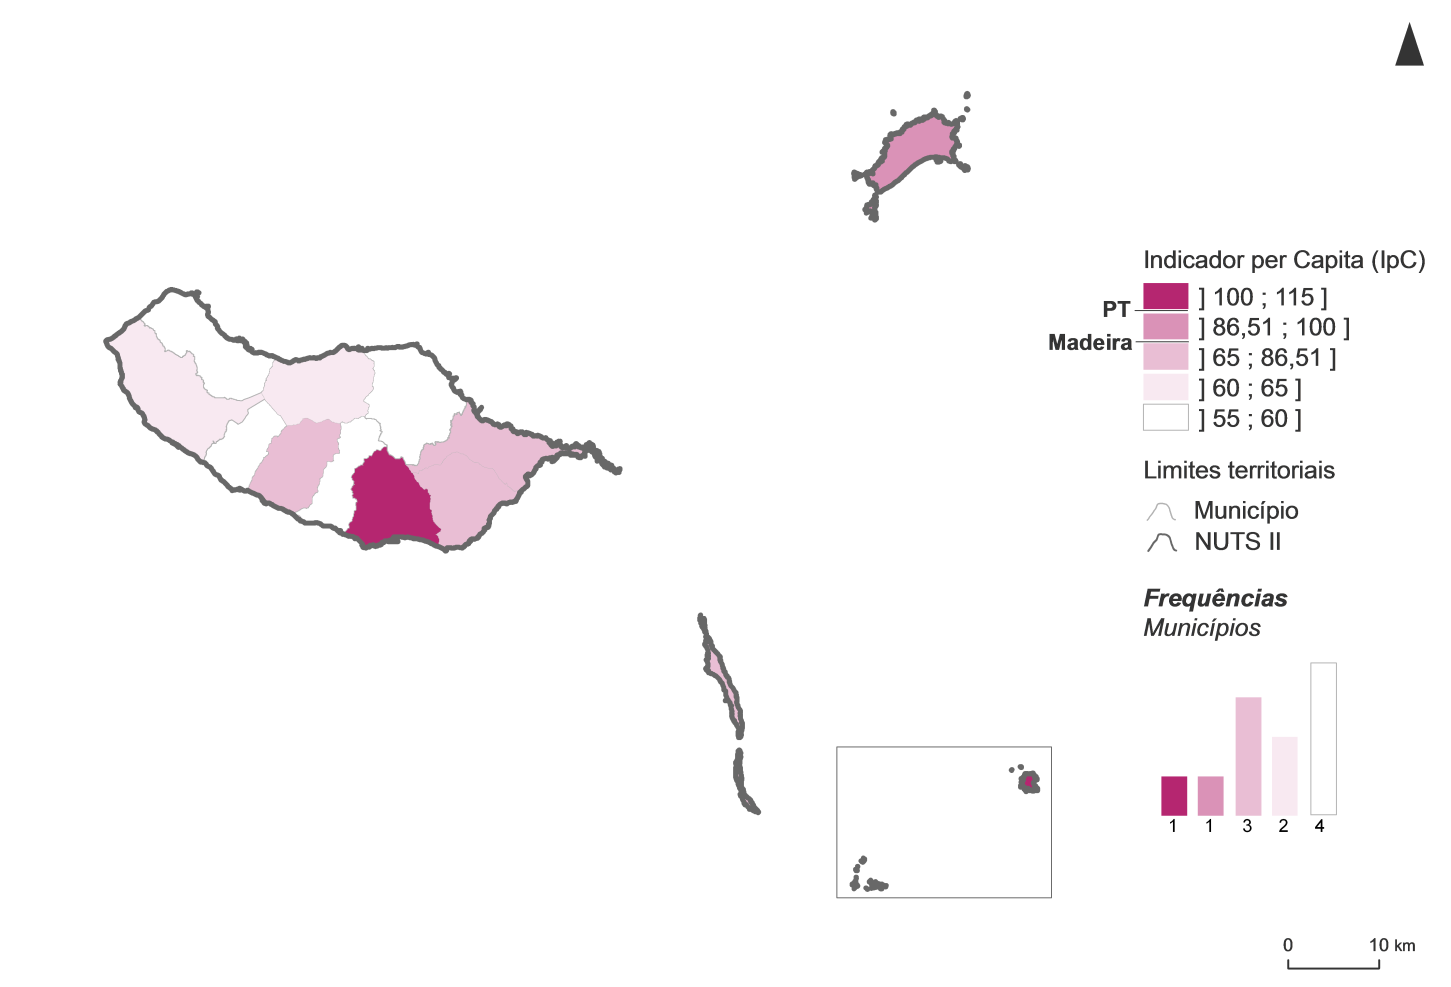 Indicador per Capita (IpC)
] 100 ; 115 ]
PT
] 86,51 ; 100 ]
Madeira
] 65 ; 86,51 ]
] 60 ; 65 ]
] 55 ; 60 ]
Limites territoriais
Município
NUTS II
Frequências
Municípios
1 1 3 2 4
0 10 km